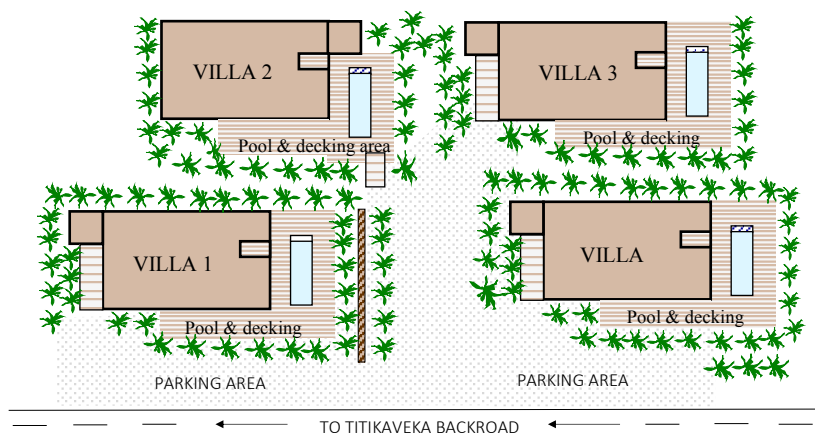 VILLA 2
VILLA 3
Pool & decking area
Pool & decking
VILLA 1
VILLA
Pool & decking
Pool & decking
PARKING AREA
PARKING AREA
TO TITIKAVEKA BACKROAD